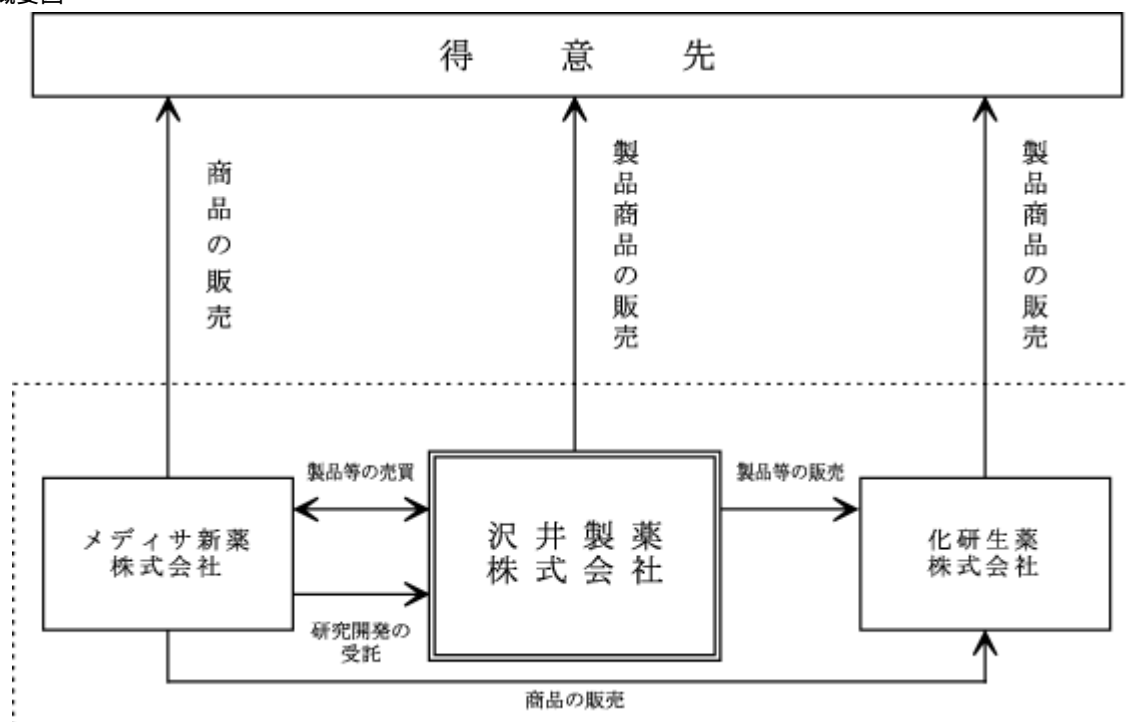 得意先
商品の販売
製品商品の販売
製品商品の販売
製品等の売買
製品等の販売
メディサ新薬
株式会社
沢井製薬
株式会社
化研生薬
株式会社
研究開発の
受託
商品の販売